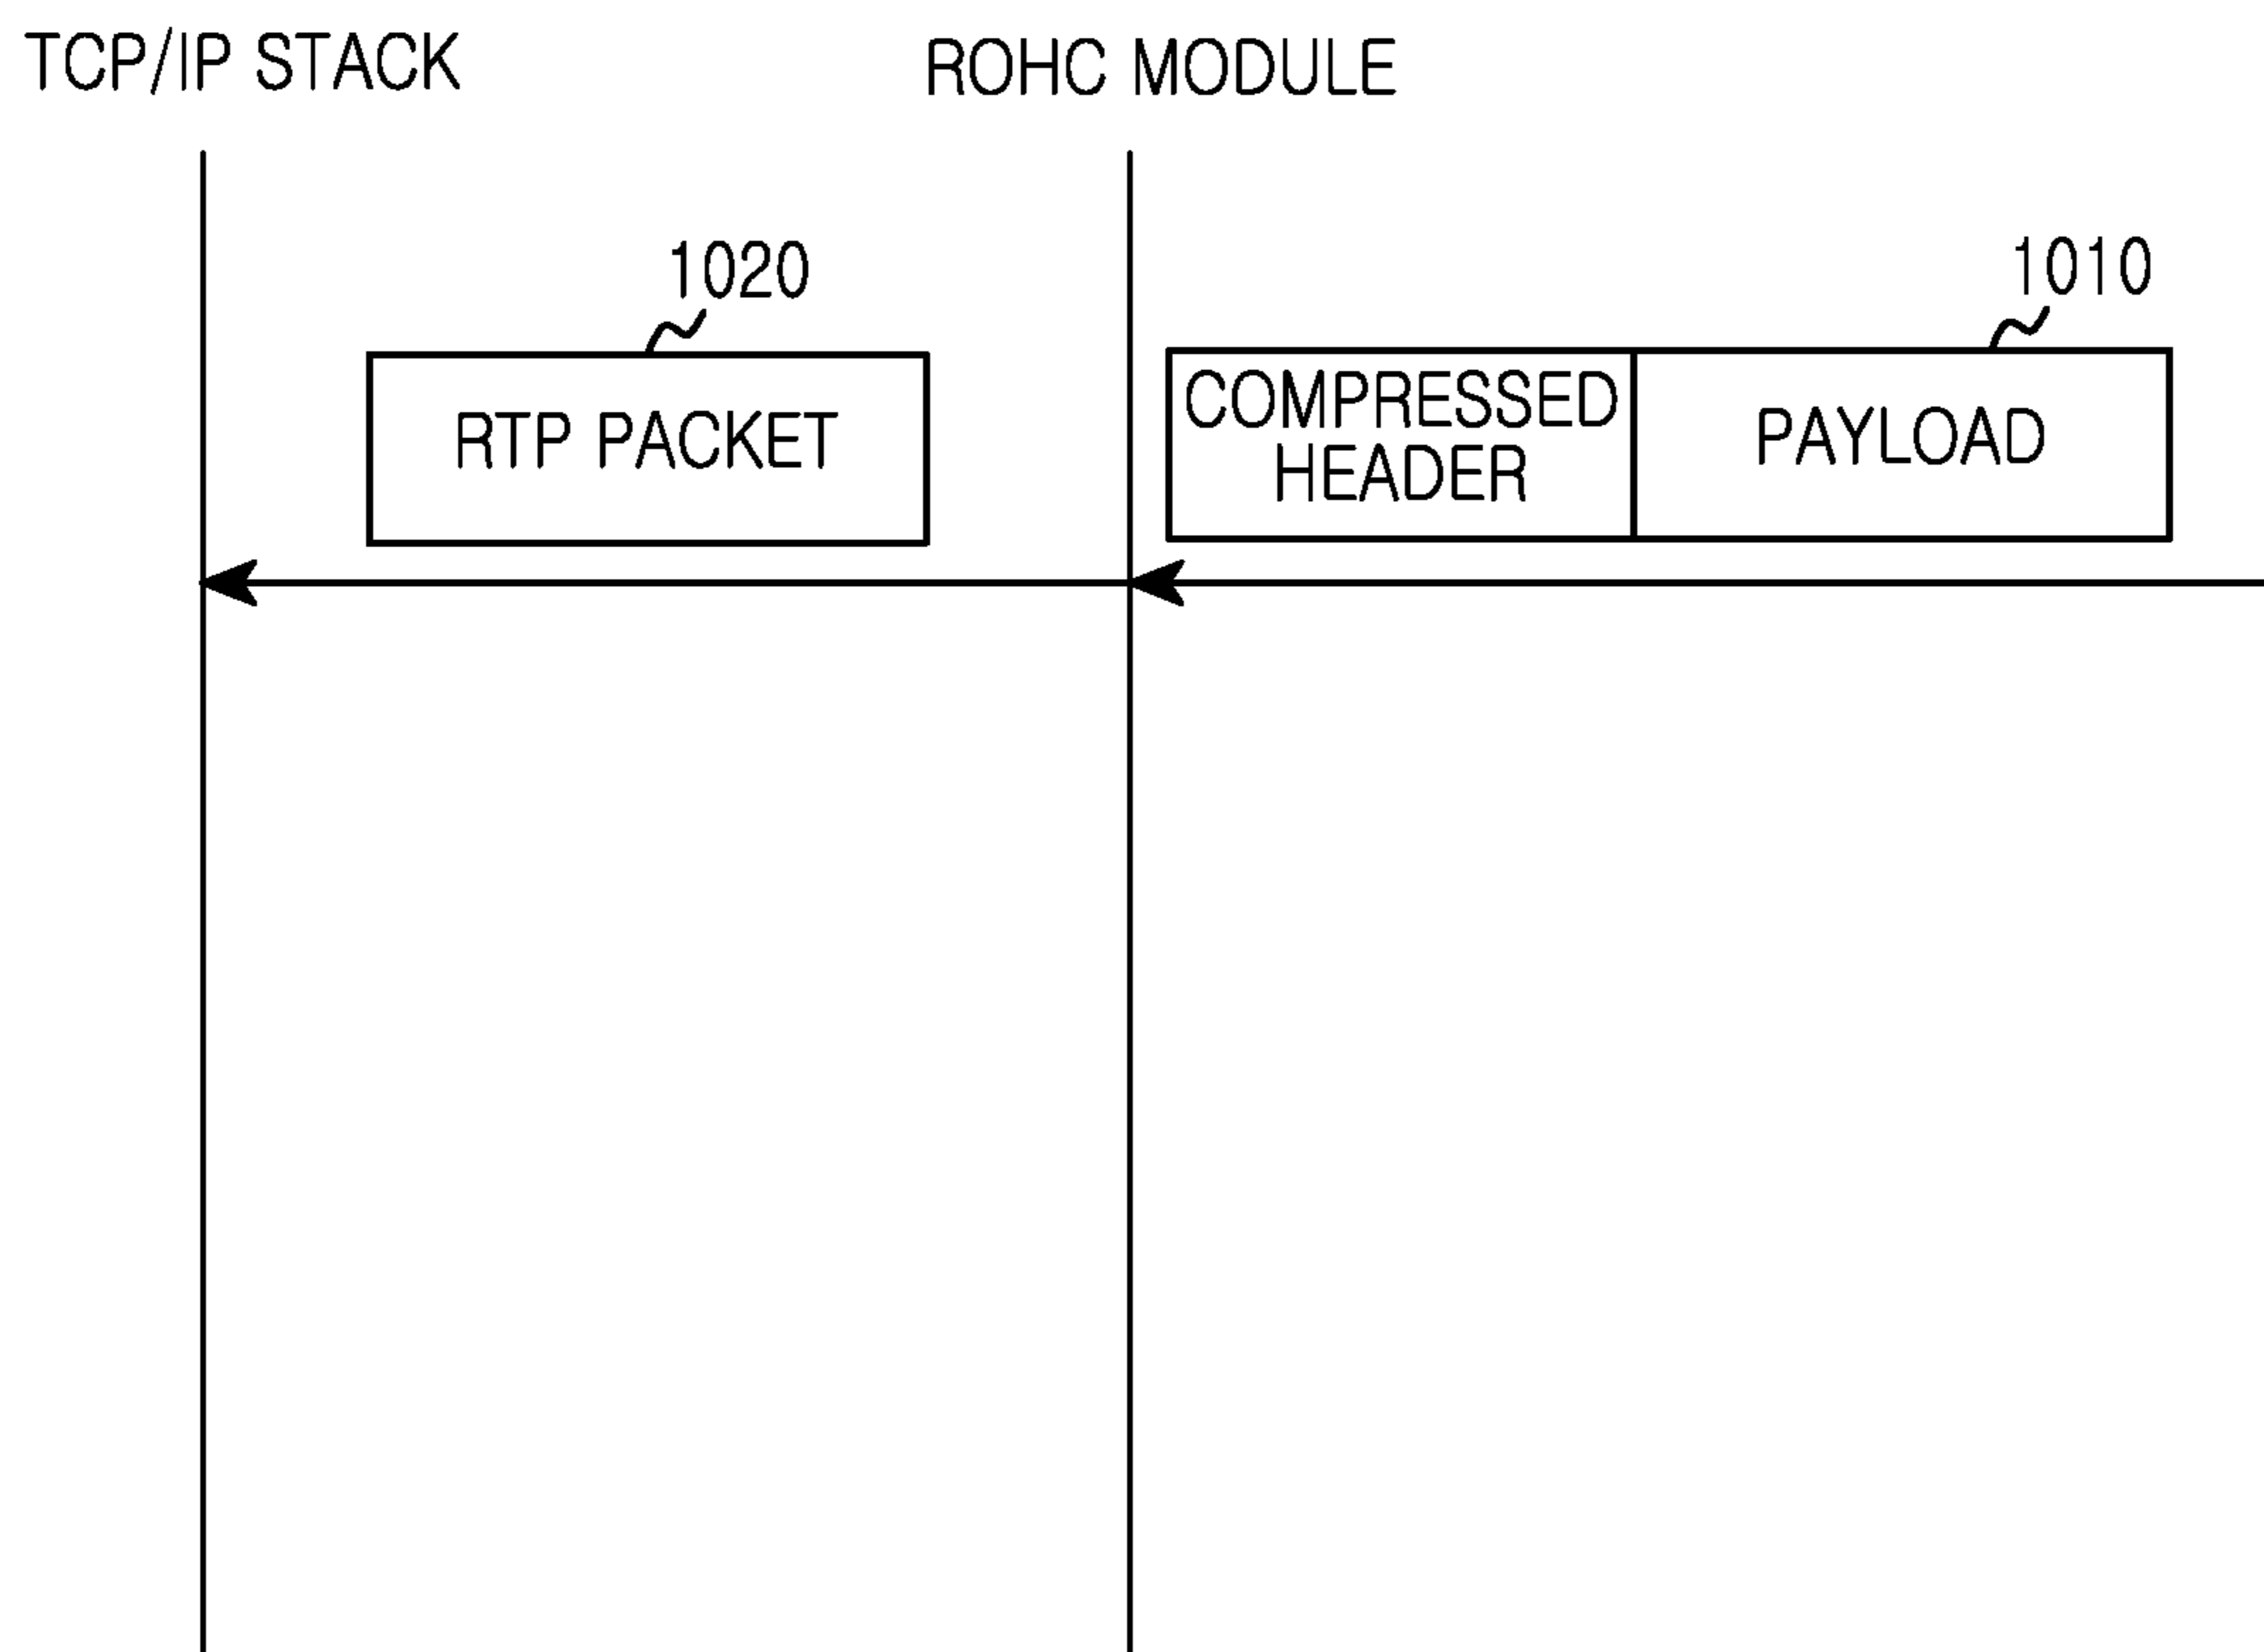 TCP/IP STACK
ROHC MODULE
1020
1010
RTP PACKET
COMPRESSED
HEADER
PAYLOAD